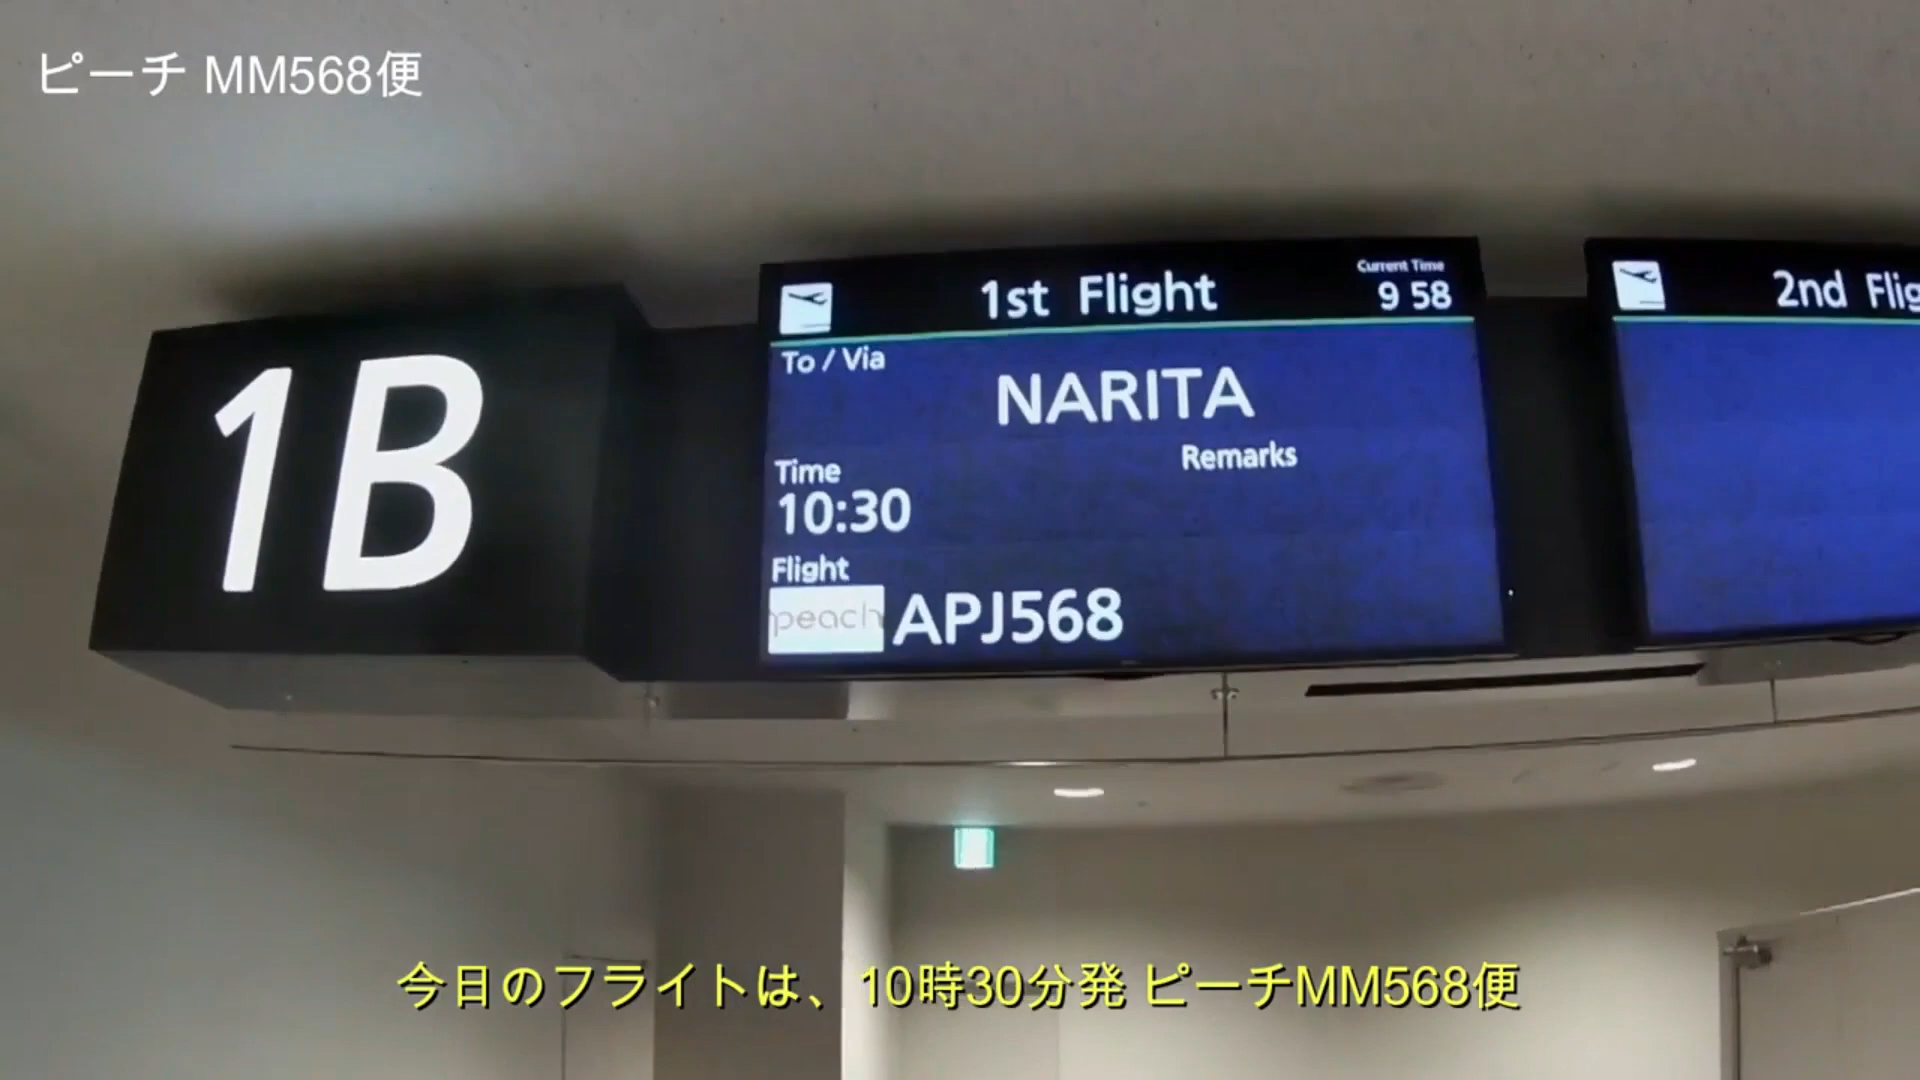 ピーチ MM568便
1B
1st Flight
Current Time
9 58
To / Via
NARITA
Time
Remarks
10:30
Flight
peach APJ568
2nd
今日のフライトは、10時30分発 ピーチMM568便